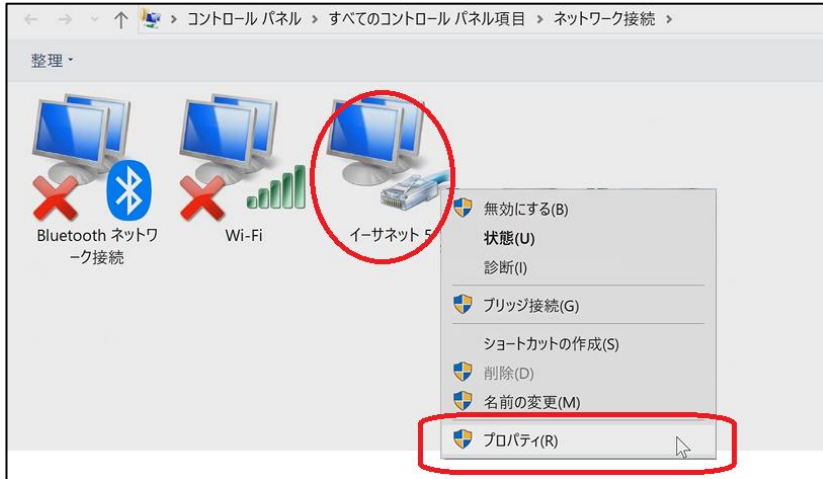 コントロール パネル › すべてのコントロール パネル項目 › ネットワーク接続 ›
整理
Bluetooth ネットワ
ーク接続
Wi-Fi
イーサネット 5
無効にする(B)
状態(U)
診断(I)
ブリッジ接続(G)
ショートカットの作成(S)
削除(D)
名前の変更(M)
プロパティ(R)